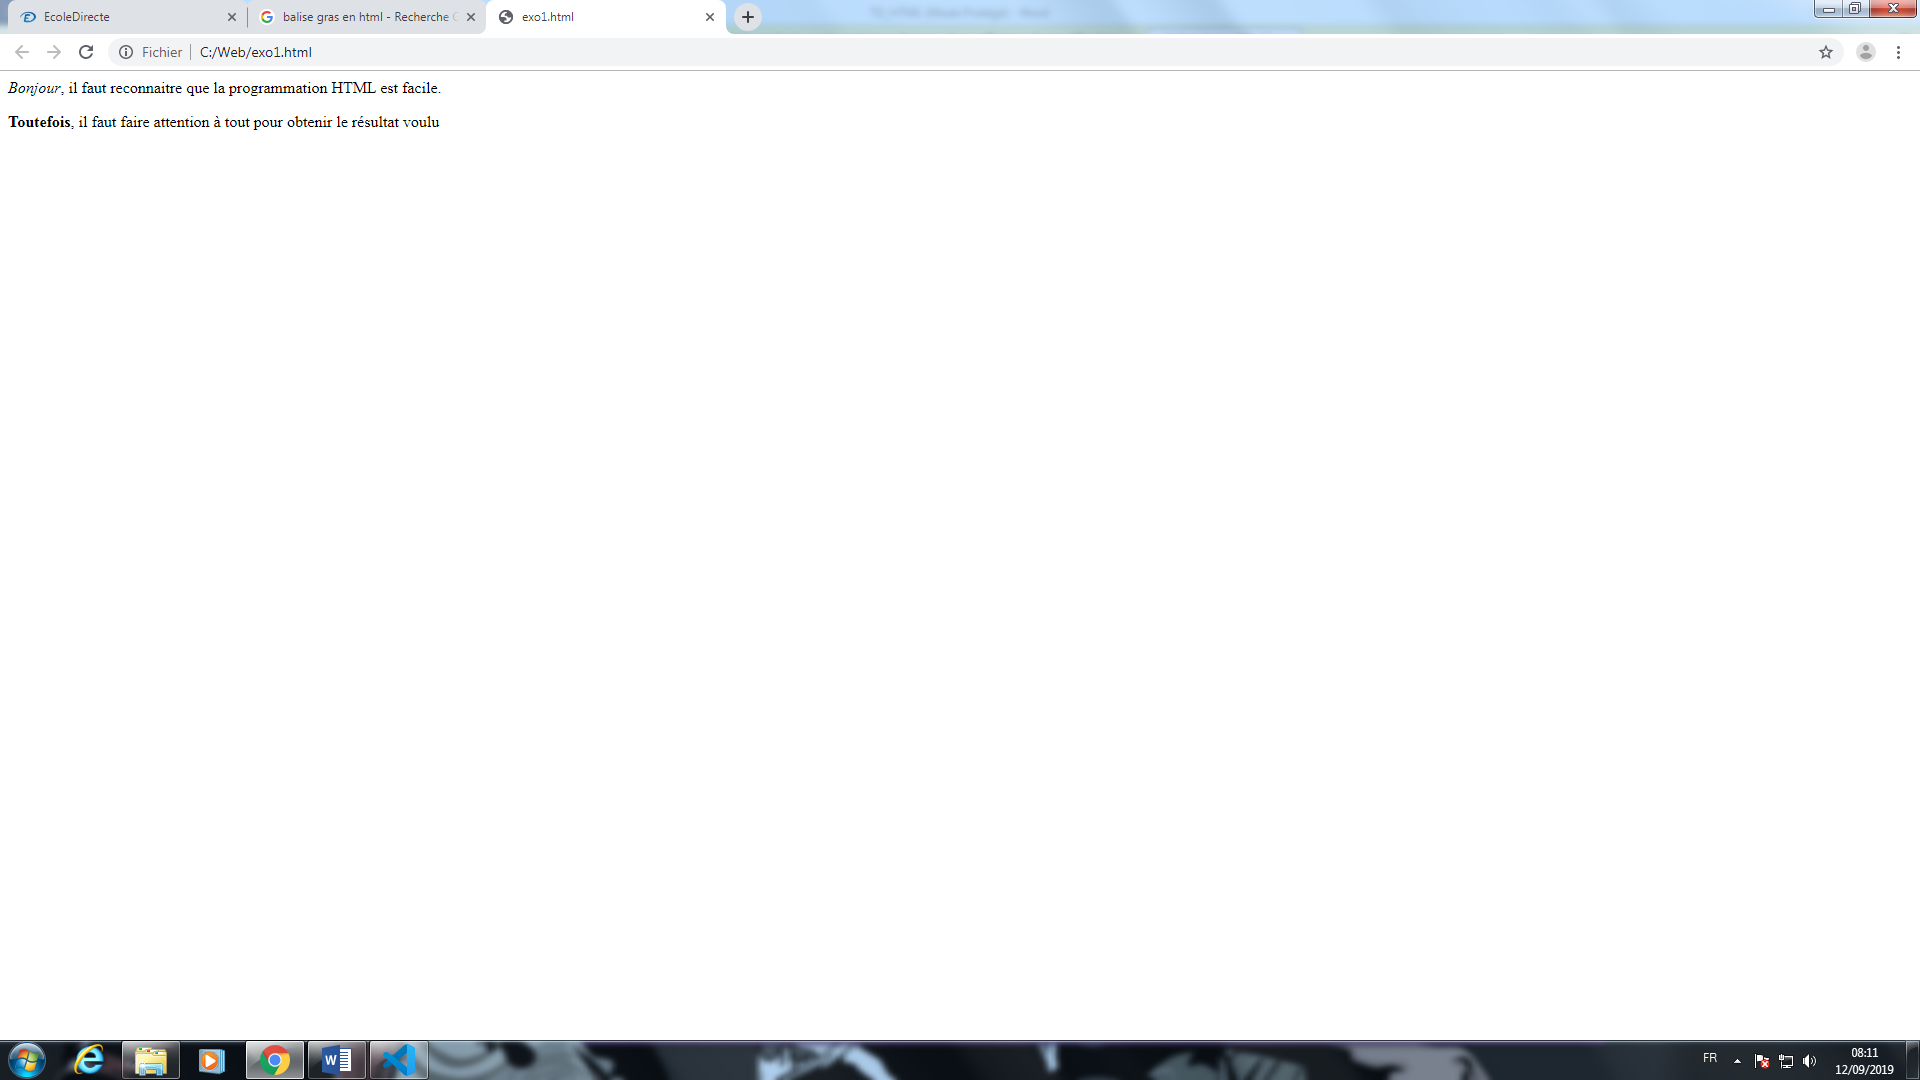 EcoleDirecte
balise gras en html - Recherche
exo1.html
Fichier
C:/Web/exo1.html
Bonjour, il faut reconnaitre que la programmation HTML est facile.
Toutefois, il faut faire attention à tout pour obtenir le résultat voulu
FR
08:11
12/09/2019